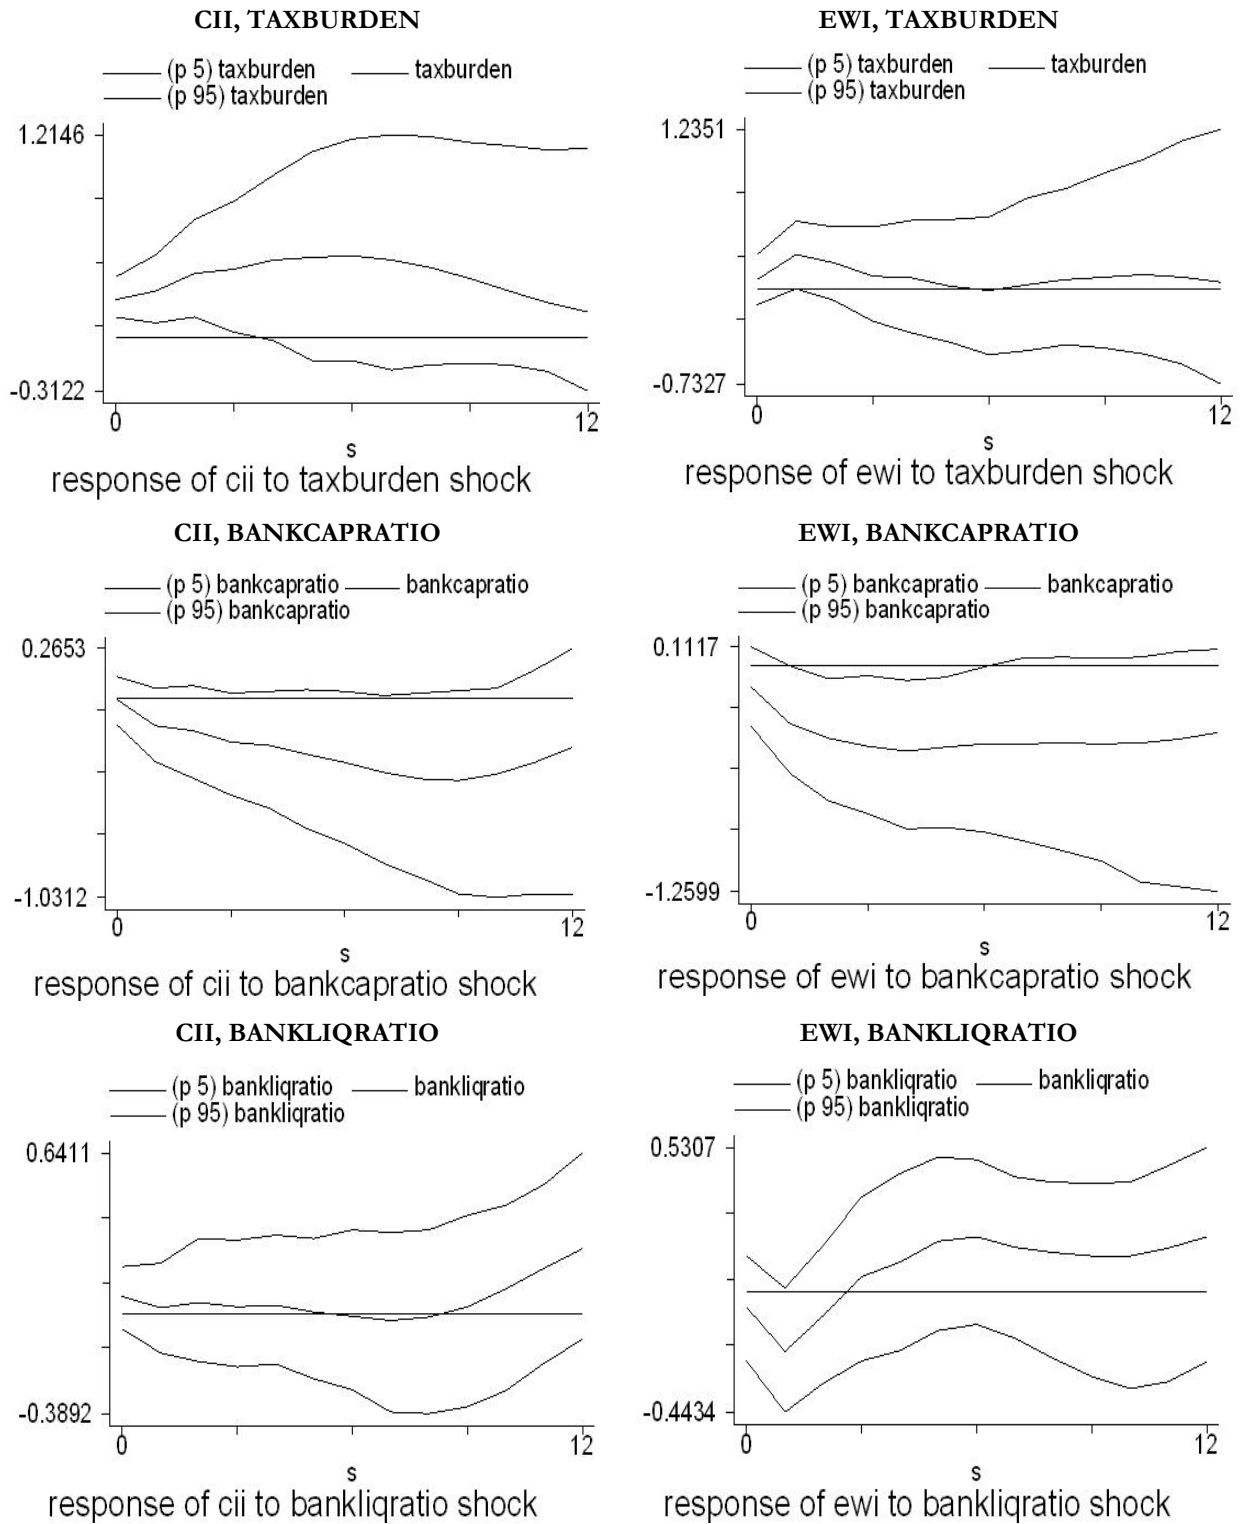 CII, TAXBURDEN
(p 5) taxburden taxburden
(p 95) taxburden
1.2146
-0.3122
0 12
s
response of cii to taxburden shock
EWI, TAXBURDEN
(p 5) taxburden taxburden
(p 95) taxburden
1.2351
-0.7327
0 12
s
response of ewi to taxburden shock
CII, BANKCAPRATIO
(p 5) bankcapratio bankcapratio
(p 95) bankcapratio
0.2653
-1.0312
0 12
s
response of cii to bankcapratio shock
EWI, BANKCAPRATIO
(p 5) bankcapratio bankcapratio
(p 95) bankcapratio
0.1117
-1.2599
0 12
s
response of ewi to bankcapratio shock
CII, BANKLIQRATIO
(p 5) bankliqratio bankliqratio
(p 95) bankliqratio
0.6411
-0.3892
0 12
s
response of cii to bankliqratio shock
EWI, BANKLIQRATIO
(p 5) bankliqratio bankliqratio
(p 95) bankliqratio
0.5307
-0.4434
0 12
s
response of ewi to bankliqratio shock